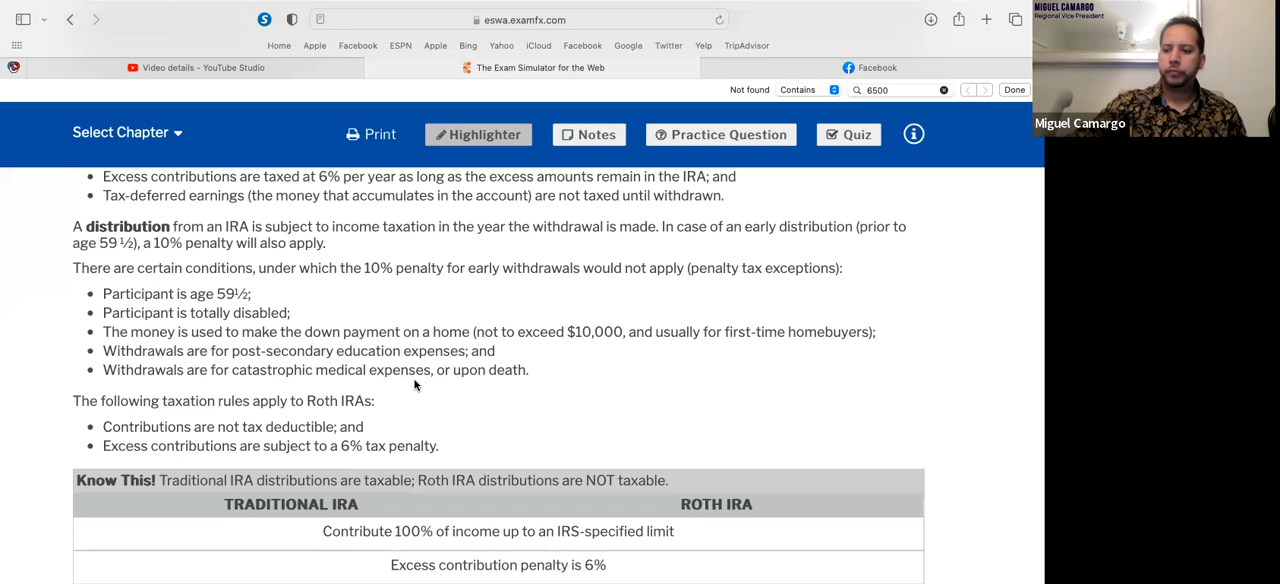 eswa.examfx.com
Home Apple Facebook ESPN Apple Bing Yahoo iCloud Facebook Google Twitter Yelp TripAdvisor
Video details - YouTube Studio The Exam Simulator for the Web Facebook
Not found Contains 6500 Done
MIGUEL CAMARGO
Regional Vice President
Miguel Camargo
Select Chapter Print Highlighter Notes Practice Question Quiz
Excess contributions are taxed at 6% per year as long as the excess amounts remain in the IRA; and
Tax-deferred earnings (the money that accumulates in the account) are not taxed until withdrawn.
A distribution from an IRA is subject to income taxation in the year the withdrawal is made. In case of an early distribution (prior to
age 59 ½), a 10% penalty will also apply.
There are certain conditions, under which the 10% penalty for early withdrawals would not apply (penalty tax exceptions):
Participant is age 59½;
Participant is totally disabled;
The money is used to make the down payment on a home (not to exceed $10,000, and usually for first-time homebuyers);
Withdrawals are for post-secondary education expenses; and
Withdrawals are for catastrophic medical expenses, or upon death.
The following taxation rules apply to Roth IRAs:
Contributions are not tax deductible; and
Excess contributions are subject to a 6% tax penalty.
Know This! Traditional IRA distributions are taxable; Roth IRA distributions are NOT taxable.
TRADITIONAL IRA ROTH IRA
Contribute 100% of income up to an IRS-specified limit
Excess contribution penalty is 6%